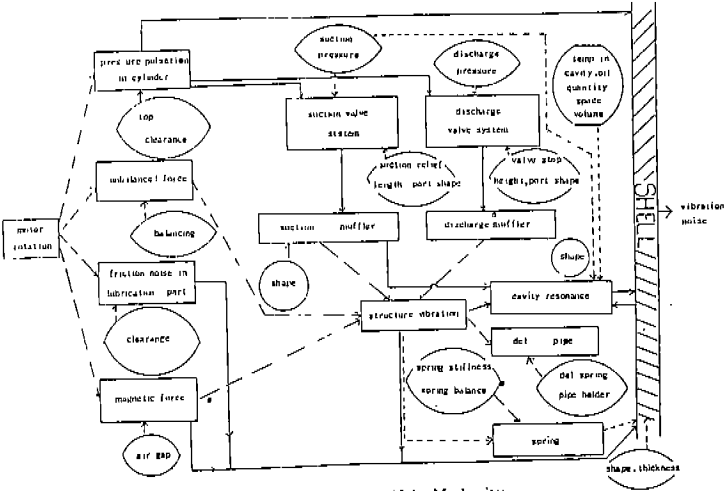 pressure pulsation
in cylinder
suction
pressure
discharge
pressure
temp in
cavity, oil
quantity
space
volume
top
clearance
suction valve
system
discharge
valve system
unbalanced force
suction relief
length port shape
valve stop
height, port shape
SHELL
vibration
noise
motor
rotation
balancing
suction muffler
discharge muffler
friction noise in
lubrication part
shape
shape
cavity resonance
structure vibration
clearance
del pipe
spring stiffness
spring balance
del spring
pipe holder
magnetic force
spring
air gap
shape, thickness